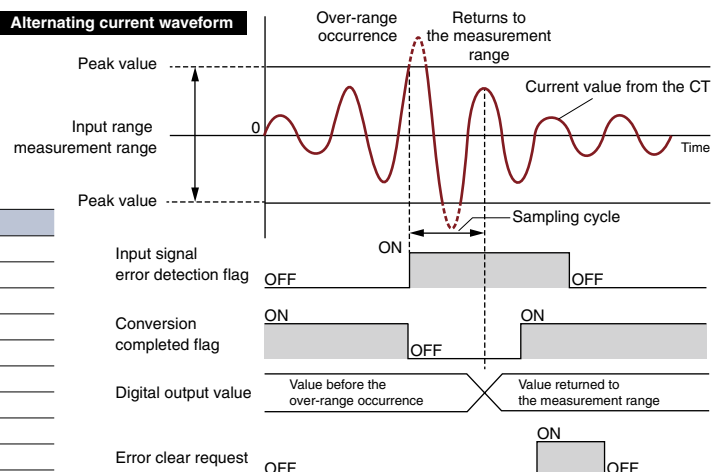 Alternating current waveform
Over-range
occurrence
Returns to
the measurement
range
Peak value
Current value from the CT
Input range
measurement range
0
Time
Peak value
Sampling cycle
Input signal
error detection flag
OFF
ON
OFF
Conversion
completed flag
ON
OFF
ON
Digital output value
Value before the
over-range occurrence
Value returned to
the measurement range
Error clear request
OFF
ON
OFF